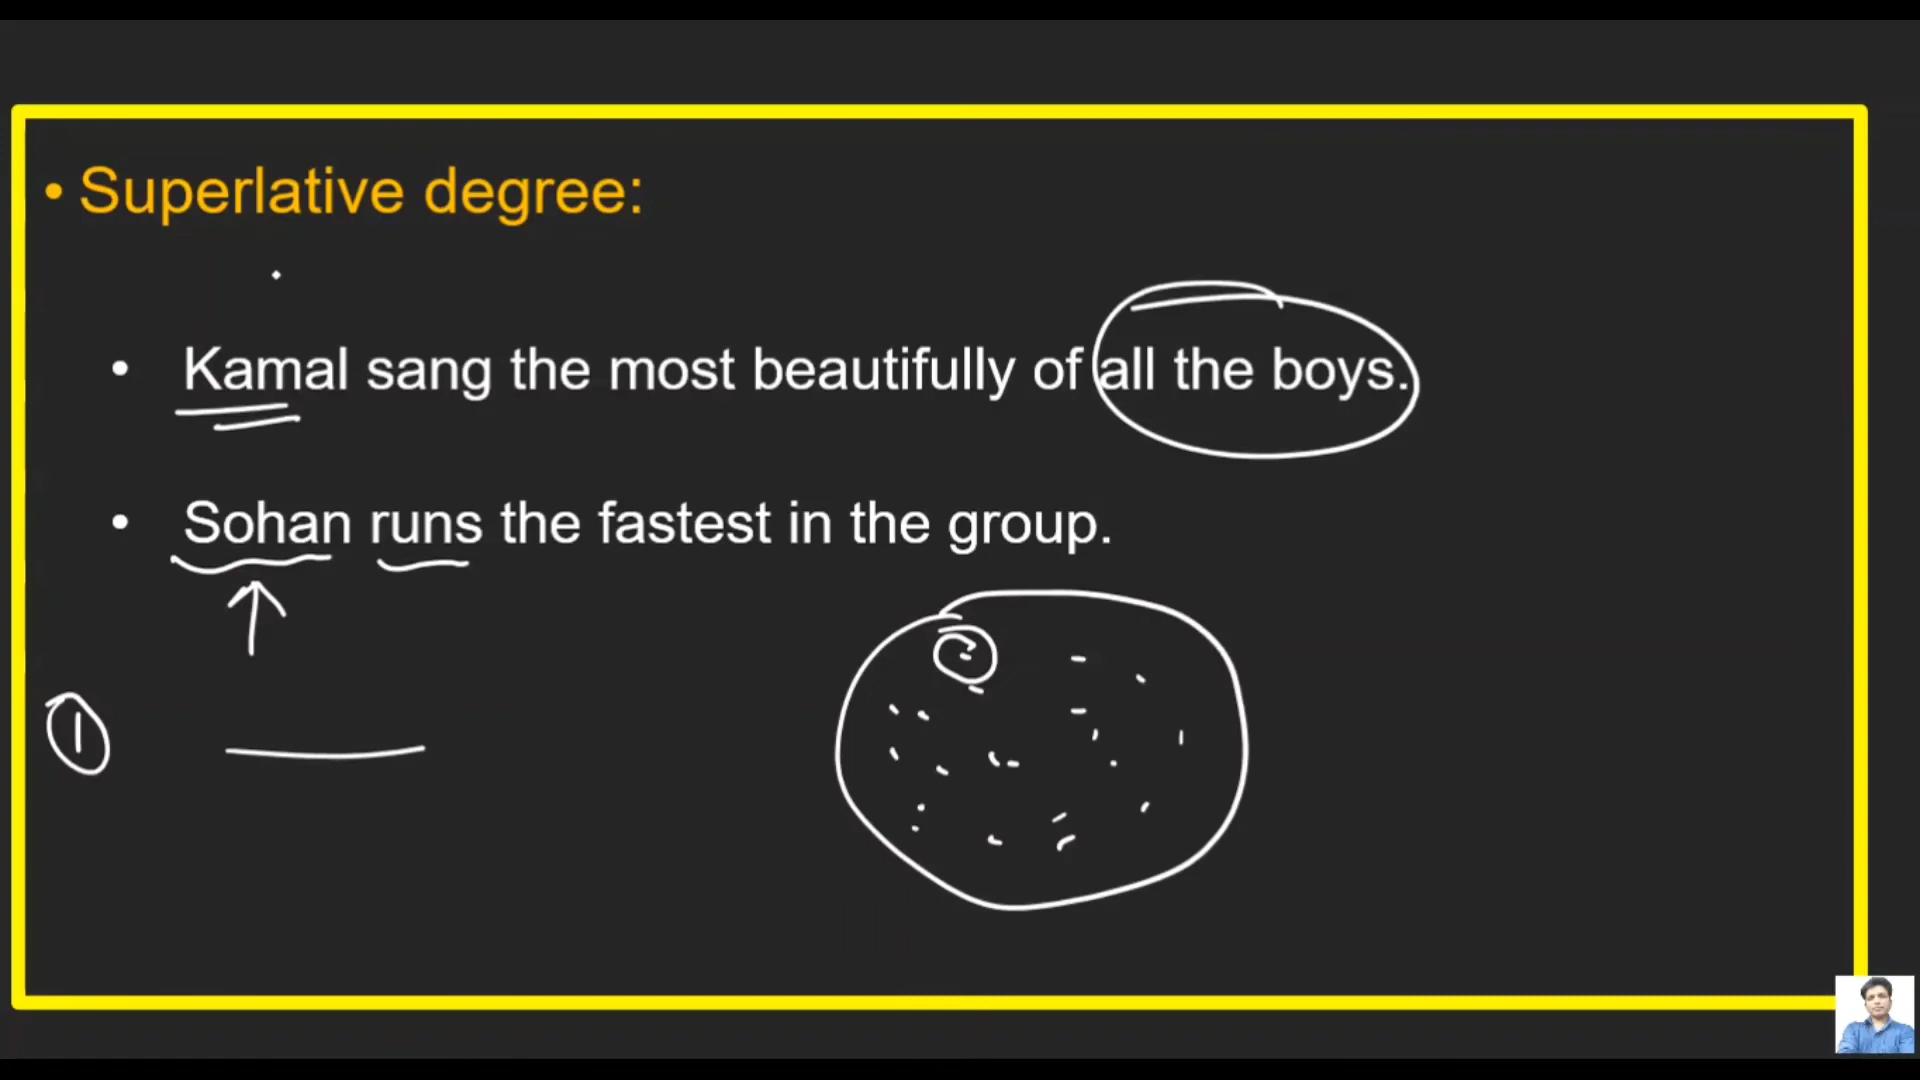 • Superlative degree:
• Kamal sang the most beautifully of all the boys.
• Sohan runs the fastest in the group.
1